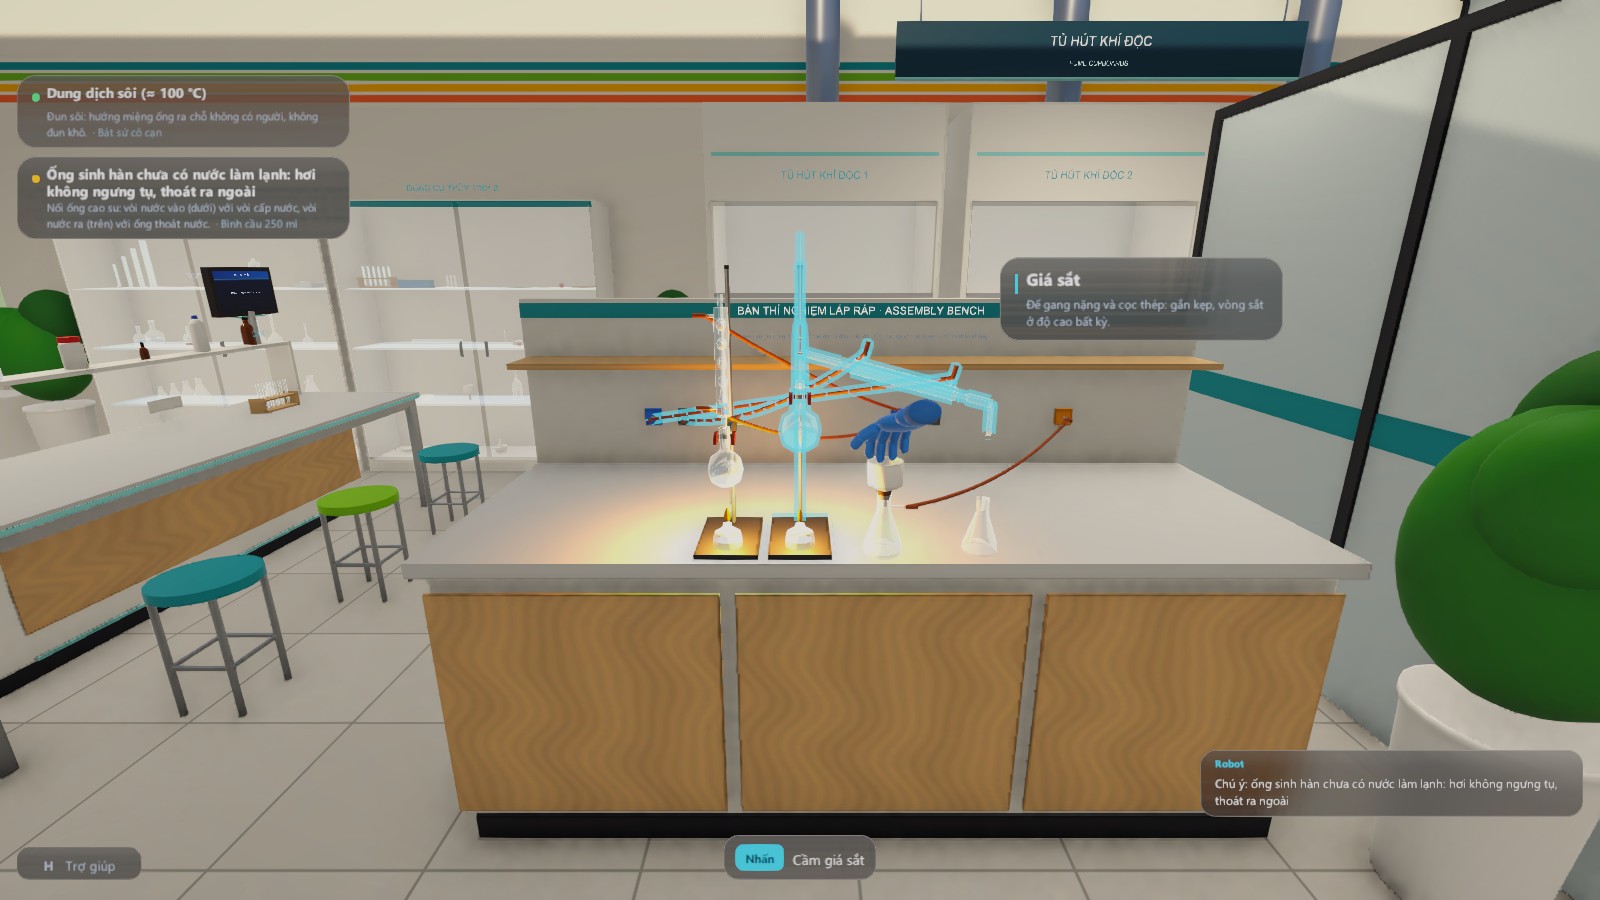 TỦ HÚT KHÍ ĐỘC
Dung dịch sôi (≈ 100 °C)
Đun sôi: hướng miệng ống ra chỗ không có người, không
đun khô. · Bát sứ cô cạn
Ống sinh hàn chưa có nước làm lạnh: hơi
không ngưng tụ, thoát ra ngoài
Nối ống cao su: vòi nước vào (dưới) với vòi cấp nước, vòi
nước ra (trên) với ống thoát nước. · Bình cầu 250 ml
TỦ HÚT KHÍ ĐỘC 1
TỦ HÚT KHÍ ĐỘC 2
Giá sắt
Đế gang nặng và cọc thép: gắn kẹp, vòng sắt
ở độ cao bất kỳ.
BÀN THÍ NGHIỆM LẮP RÁP · ASSEMBLY BENCH
Robot
Chú ý: ống sinh hàn chưa có nước làm lạnh: hơi không ngưng tụ,
thoát ra ngoài
Nhấn Cầm giá sắt
H Trợ giúp